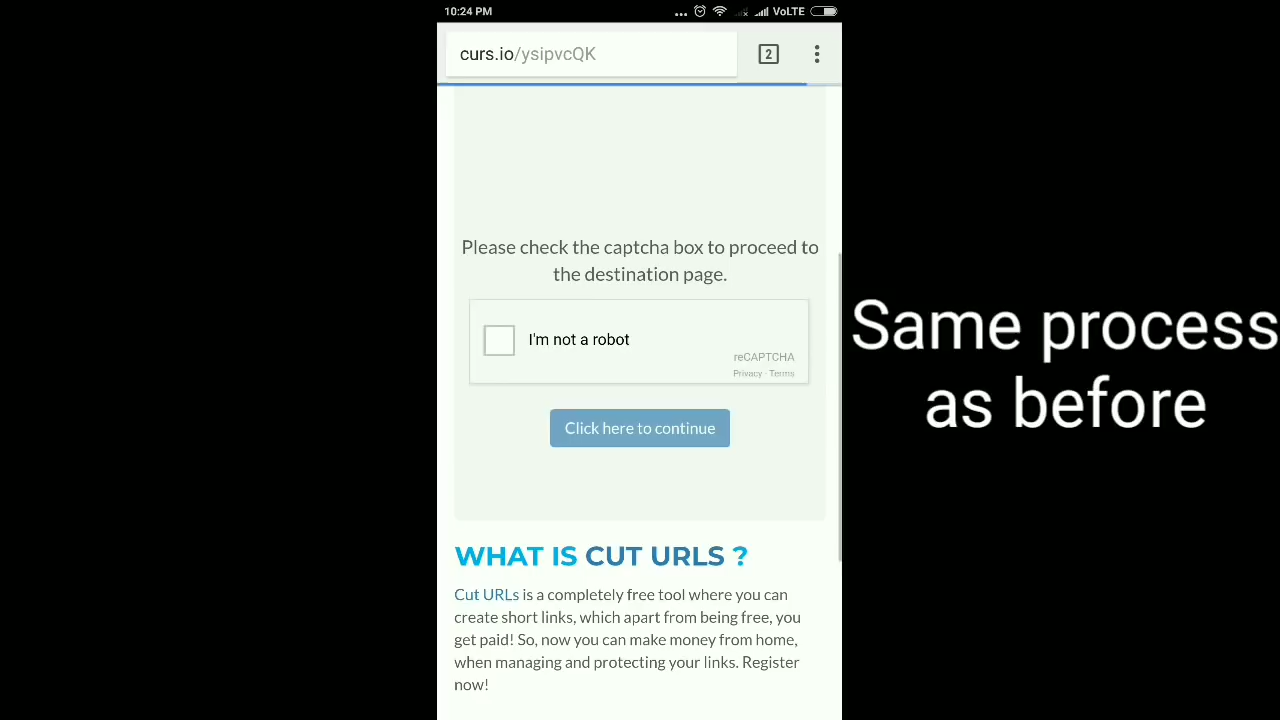 10:24 PM
VoLTE
curs.io/ysipvcQK
2
Please check the captcha box to proceed to
the destination page.
I'm not a robot
reCAPTCHA
Privacy - Terms
Click here to continue
WHAT IS CUT URLS ?
Cut URLs is a completely free tool where you can
create short links, which apart from being free, you
get paid! So, now you can make money from home,
when managing and protecting your links. Register
now!
Same process
as before